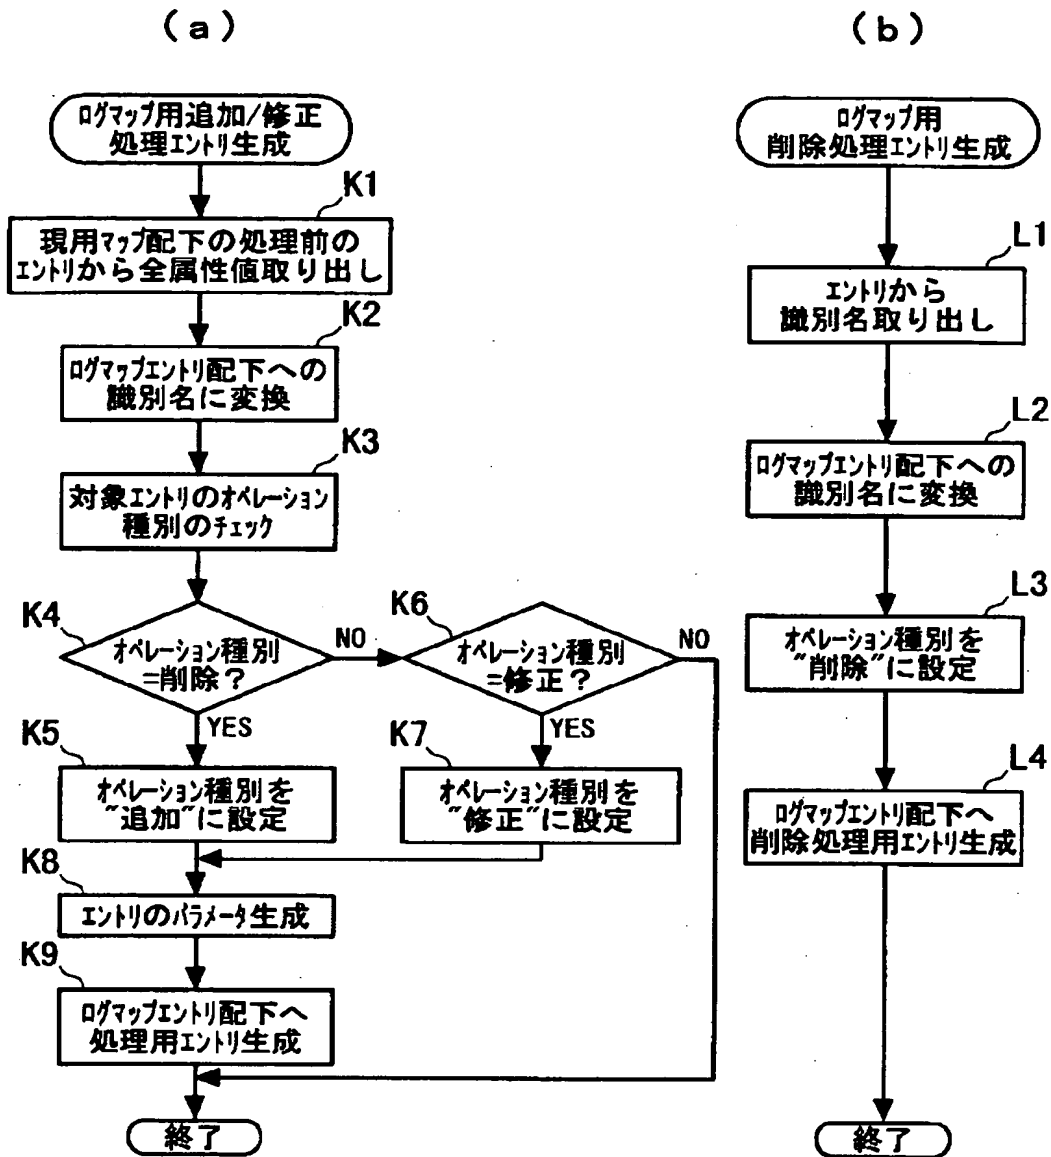 (a)
ログマップ用追加/修正
処理エントリ生成
K1
現用マップ配下の処理前の
エントリから全属性値取り出し
K2
ログマップエントリ配下への
識別名に変換
K3
対象エントリのオペレーション
種別のチェック
K4
オペレーション種別
=削除?
NO
YES
K6
オペレーション種別
=修正?
NO
YES
K5
オペレーション種別を
"追加"に設定
K7
オペレーション種別を
"修正"に設定
K8
エントリのパラメータ生成
K9
ログマップエントリ配下へ
処理用エントリ生成
終了
(b)
ログマップ用
削除処理エントリ生成
L1
エントリから
識別名取り出し
L2
ログマップエントリ配下への
識別名に変換
L3
オペレーション種別を
"削除"に設定
L4
ログマップエントリ配下へ
削除処理用エントリ生成
終了